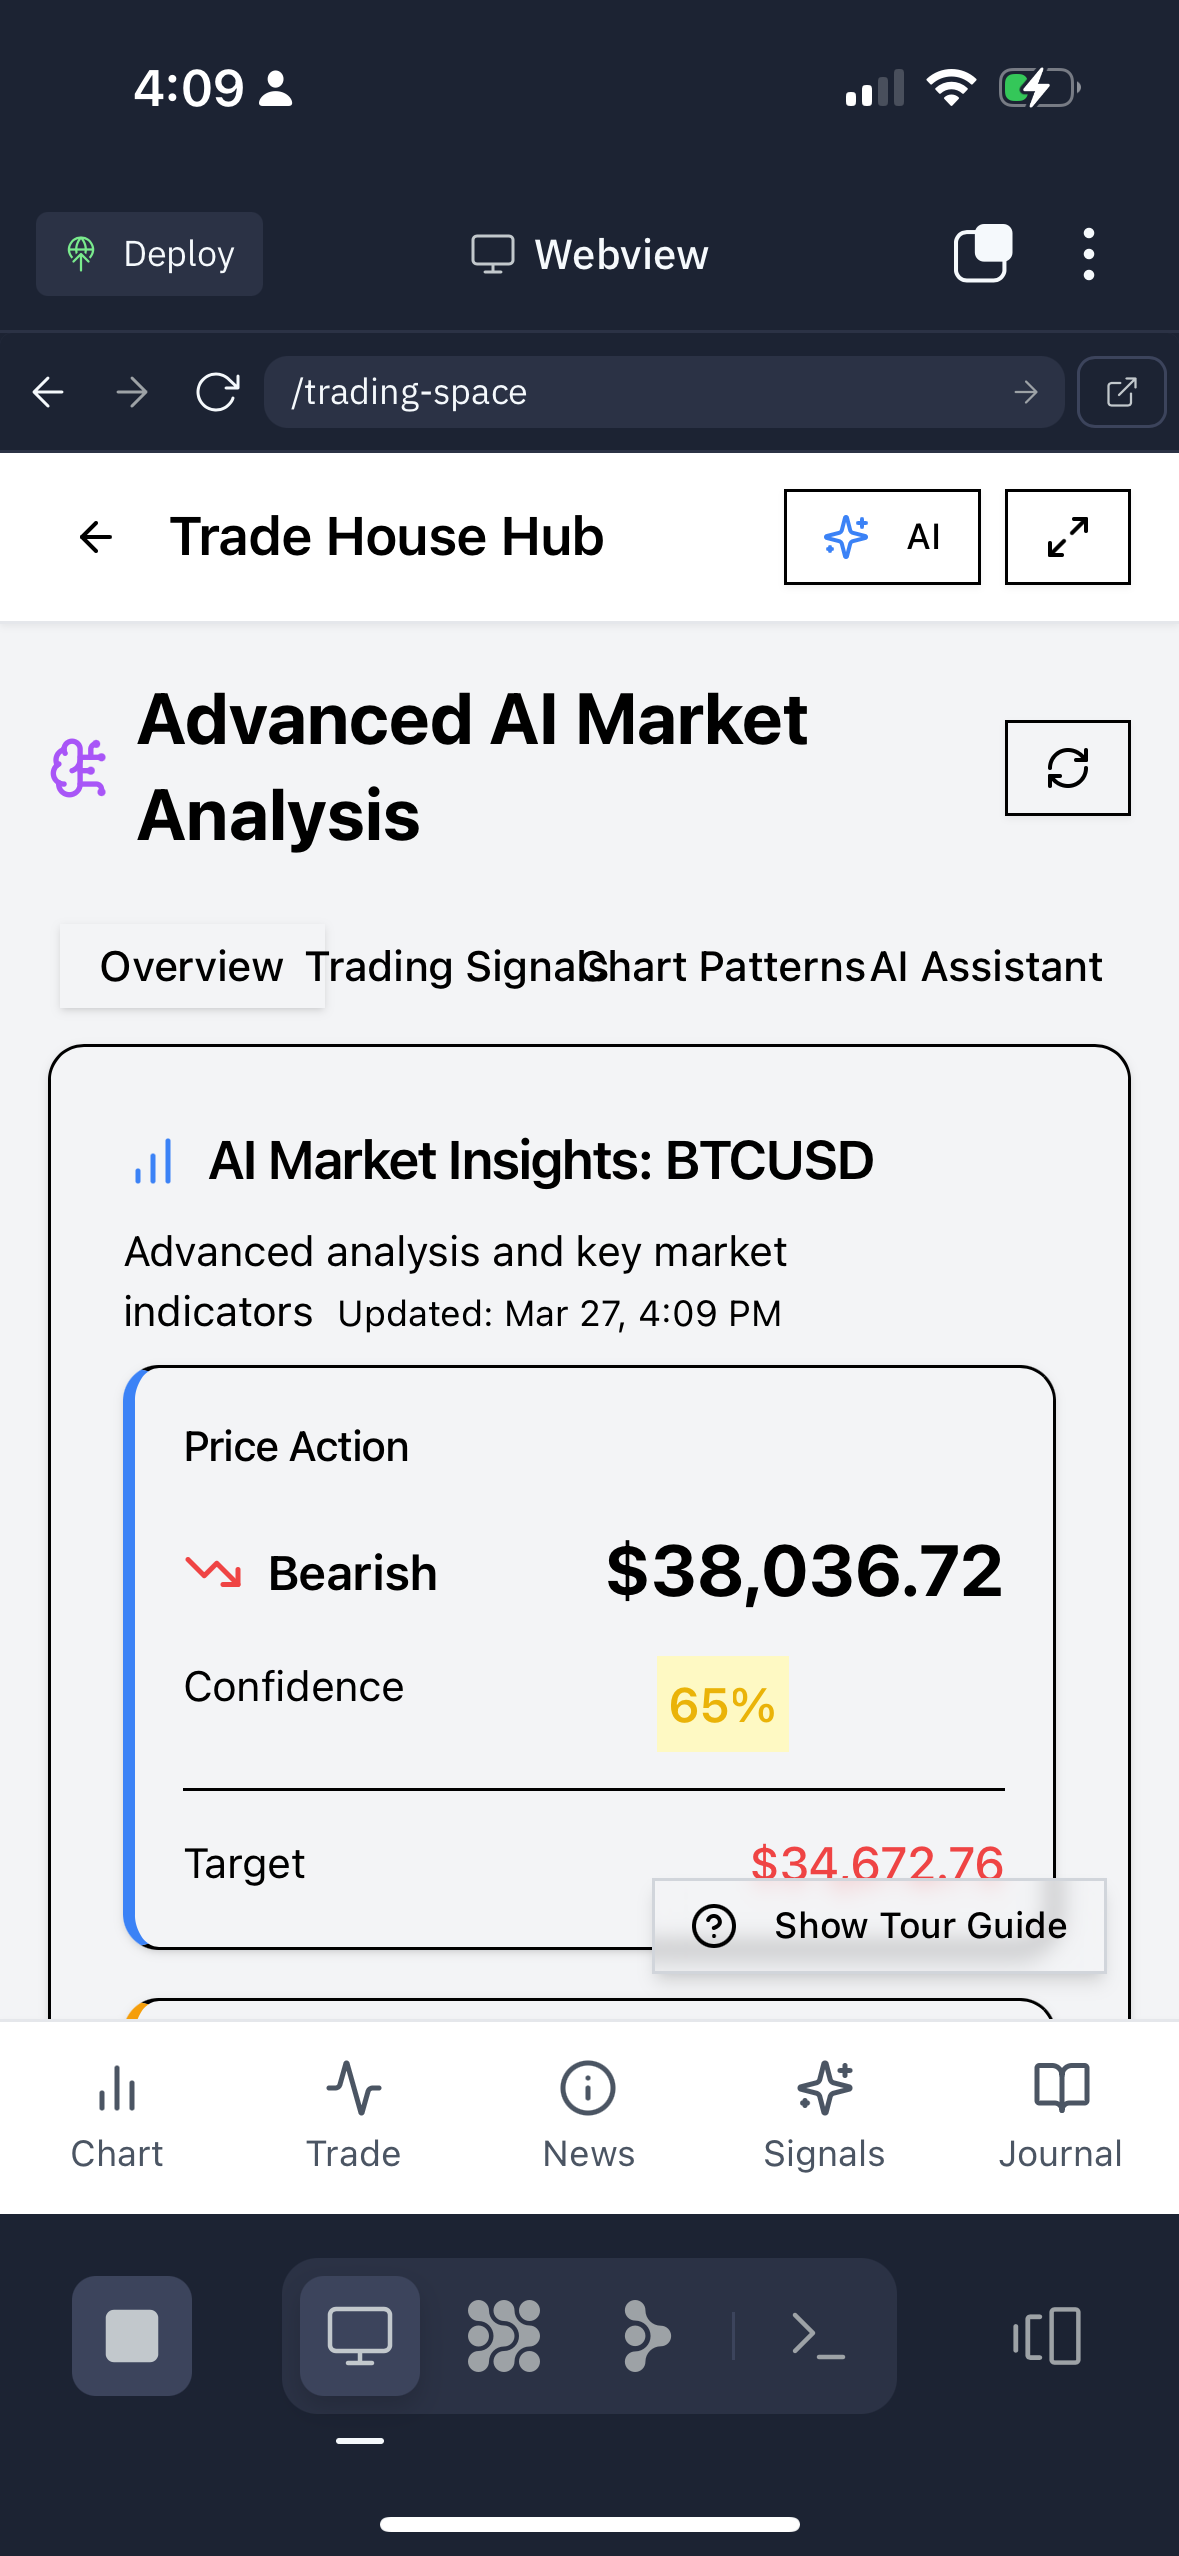 4:09
Deploy
Webview
/trading-space
Trade House Hub
AI
Advanced AI Market
Analysis
Overview
Trading Signals
Chart Patterns
AI Assistant
AI Market Insights: BTCUSD
Advanced analysis and key market
indicators Updated: Mar 27, 4:09 PM
Price Action
Bearish
$38,036.72
Confidence
65%
Target
$34,672.76
Show Tour Guide
Chart
Trade
News
Signals
Journal